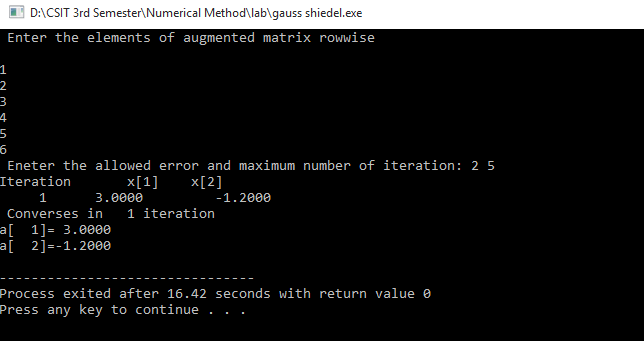 D:\CSIT 3rd Semester\Numerical Method\lab\gauss shiedel.exe
Enter the elements of augmented matrix rowwise
1
2
3
4
5
6
Eneter the allowed error and maximum number of iteration: 2 5
Iteration       x[1]    x[2]
     1      3.0000         -1.2000
Converses in   1 iteration
a[  1]= 3.0000
a[  2]=-1.2000
--------------------------------
Process exited after 16.42 seconds with return value 0
Press any key to continue . . .